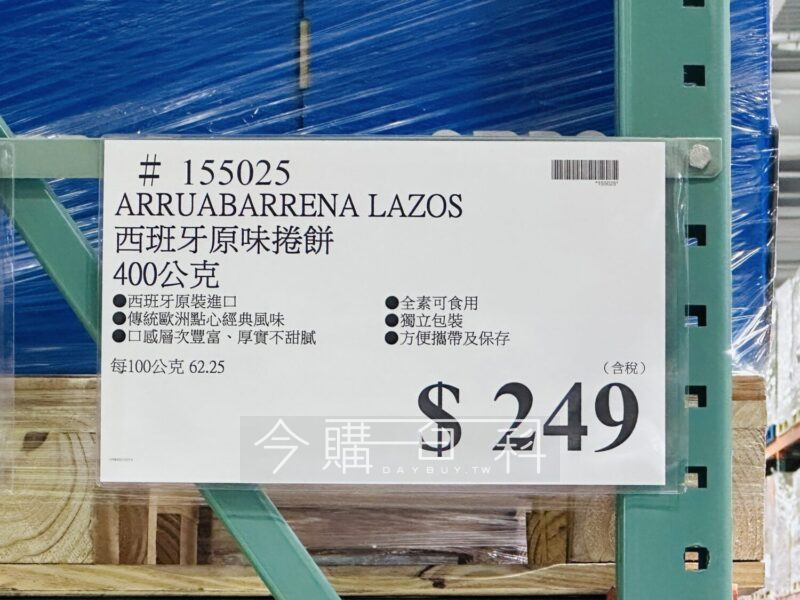 # 155025
*155025*
ARRUABARRENA LAZOS
西班牙原味捲餅
400公克
●西班牙原裝進口
●傳統歐洲點心經典風味
●口感層次豐富、厚實不甜膩
●全素可食用
●獨立包裝
●方便攜帶及保存
每100公克 62.25
(含稅)
$ 249
今購百科
DAYBUY.TW